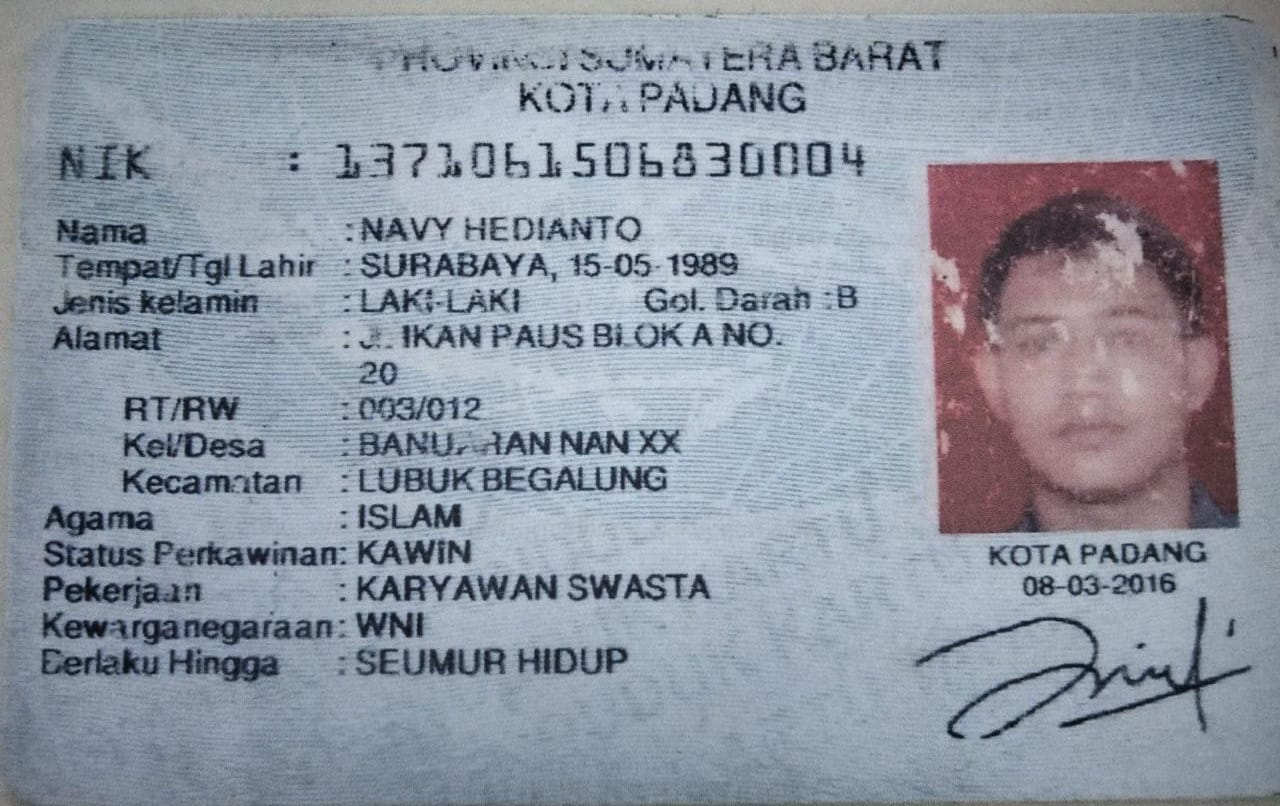 PROVINSI SUMATERA BARAT
KOTA PADANG
NIK : 1371061506830004
Nama : NAVY HEDIANTO
Tempat/Tgl Lahir : SURABAYA, 15-05-1989
Jenis kelamin : LAKI-LAKI Gol. Darah : B
Alamat : JL. IKAN PAUS BLOK A NO.
20
RT/RW : 003/012
Kel/Desa : NAN XX
Kecamatan : LUBUK BEGALUNG
Agama : ISLAM
Status Perkawinan: KAWIN
Pekerjaan : KARYAWAN SWASTA
Kewarganegaraan: WNI
Berlaku Hingga : SEUMUR HIDUP
KOTA PADANG
08-03-2016